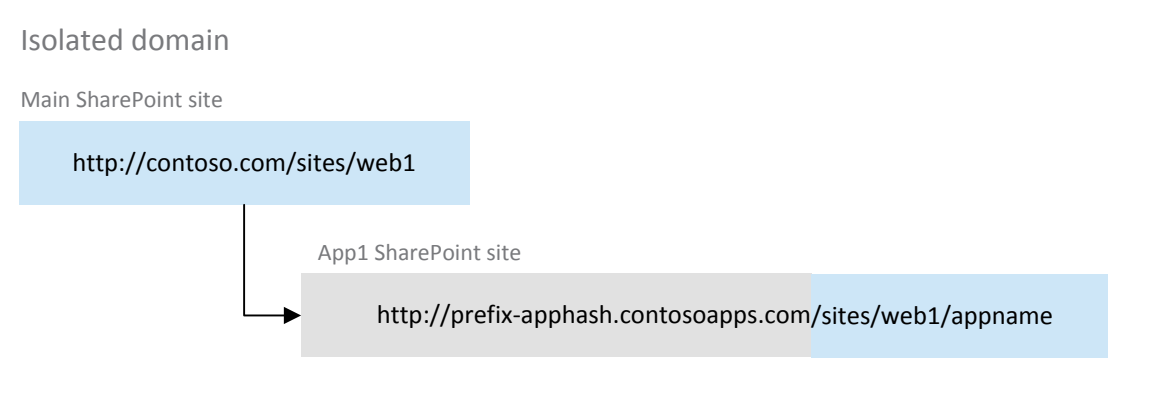 Isolated domain
Main SharePoint site
http://contoso.com/sites/web1
App1 SharePoint site
http://prefix-apphash.contosoapps.com/sites/web1/appname